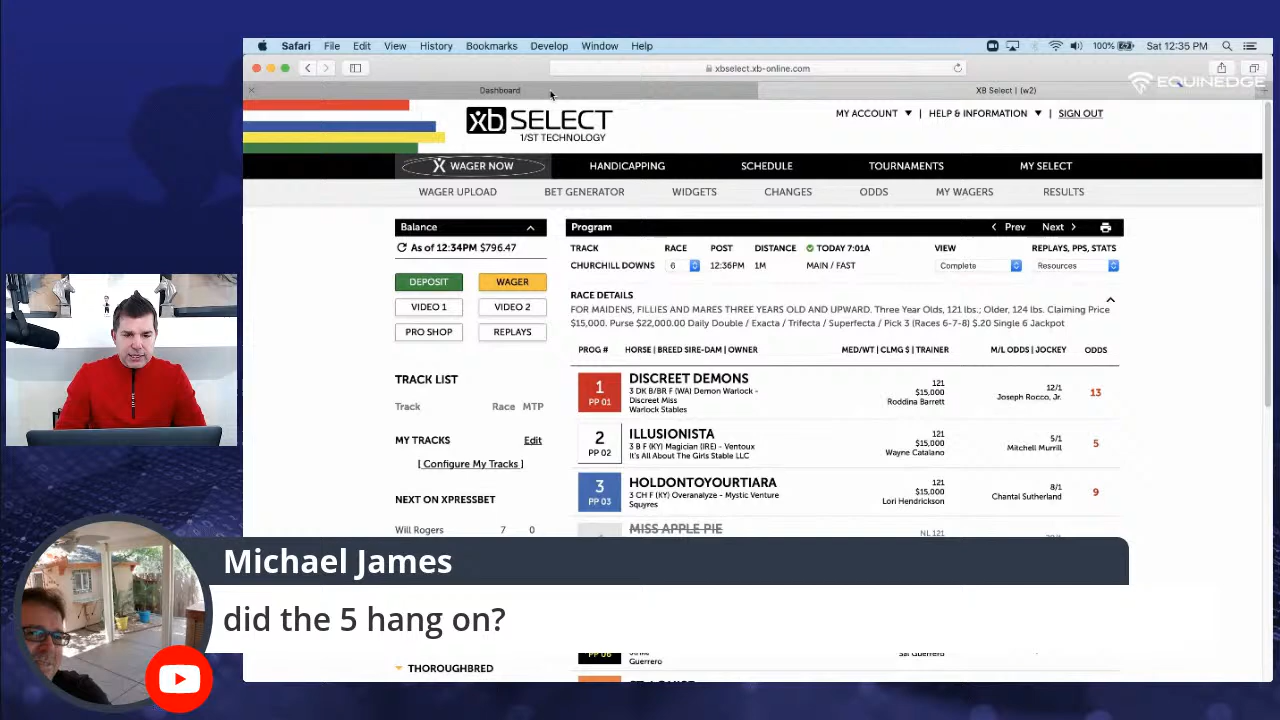 Safari File Edit View History Bookmarks Develop Window Help 100% Sat 12:35 PM
xbselect.xb-online.com
EQUINEDGE
Dashboard XB Select | (w2)
xb SELECT
1/ST TECHNOLOGY
MY ACCOUNT | HELP & INFORMATION | SIGN OUT
X WAGER NOW HANDICAPPING SCHEDULE TOURNAMENTS MY SELECT
WAGER UPLOAD BET GENERATOR WIDGETS CHANGES ODDS MY WAGERS RESULTS
Balance
As of 12:34PM $796.47
DEPOSIT WAGER
VIDEO 1 VIDEO 2
PRO SHOP REPLAYS
TRACK LIST
Track Race MTP
MY TRACKS Edit
[ Configure My Tracks ]
NEXT ON XPRESSBET
Will Rogers 7 0
THOROUGHBRED
Program Prev Next
TRACK RACE POST DISTANCE TODAY 7:01A VIEW REPLAYS, PPS, STATS
CHURCHILL DOWNS 6 12:36PM 1M MAIN / FAST Complete Resources
RACE DETAILS
FOR MAIDENS, FILLIES AND MARES THREE YEARS OLD AND UPWARD. Three Year Olds, 121 lbs.; Older, 124 lbs. Claiming Price
$15,000. Purse $22,000.00 Daily Double / Exacta / Trifecta / Superfecta / Pick 3 (Races 6-7-8) $.20 Single 6 Jackpot
PROG # HORSE | BREED SIRE-DAM | OWNER MED/WT | CLMG $ | TRAINER M/L ODDS | JOCKEY ODDS
1
PP 01
DISCREET DEMONS
3 DK B/BR F (WA) Demon Warlock -
Discreet Miss
Warlock Stables
121
$15,000
Roddina Barrett
12/1
Joseph Rocco, Jr.
13
2
PP 02
ILLUSIONISTA
3 B F (KY) Magician (IRE) - Ventoux
It's All About The Girls Stable LLC
121
$15,000
Wayne Catalano
5/1
Mitchell Murrill
5
3
PP 03
HOLDONTOYOURTIARA
3 CH F (KY) Overanalyze - Mystic Venture
Squyres
121
$15,000
Lori Hendrickson
8/1
Chantal Sutherland
9
MISS APPLE PIE
NL 121
Guerrero
Michael James
did the 5 hang on?